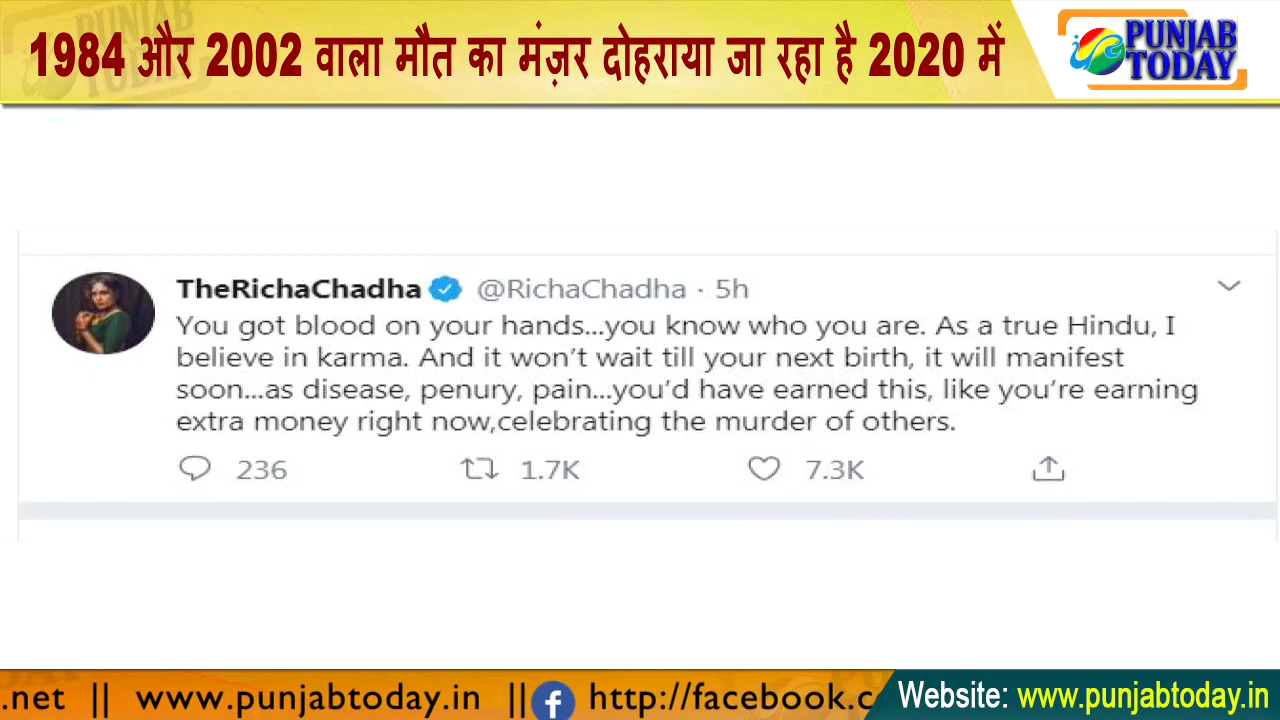 1984 और 2002 वाला मौत का मंज़र दोहराया जा रहा है 2020 में
PUNJAB
TODAY
TheRichaChadha @RichaChadha · 5h
You got blood on your hands...you know who you are. As a true Hindu, I
believe in karma. And it won't wait till your next birth, it will manifest
soon...as disease, penury, pain...you'd have earned this, like you're earning
extra money right now,celebrating the murder of others.
236 1.7K 7.3K
.net || www.punjabtoday.in || f http://facebook.c
Website: www.punjabtoday.in